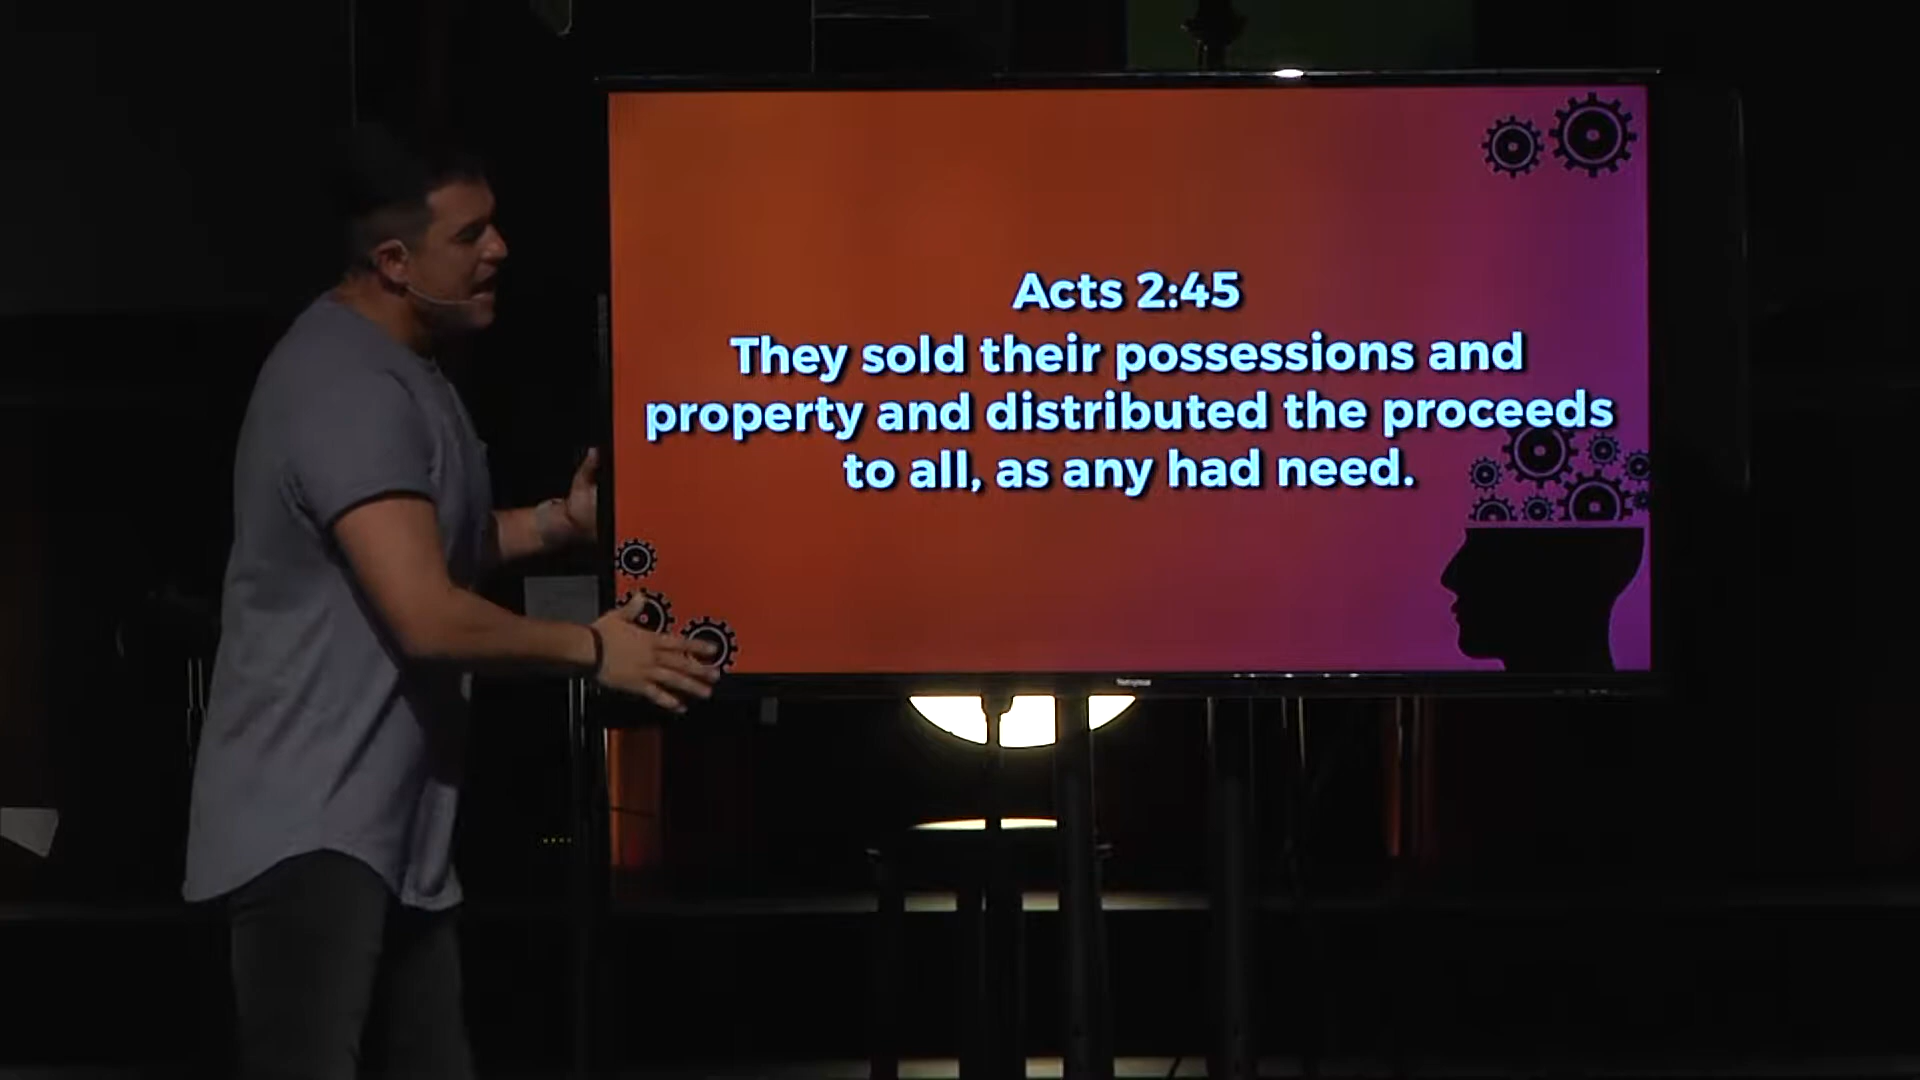 Acts 2:45
They sold their possessions and
property and distributed the proceeds
to all, as any had need.